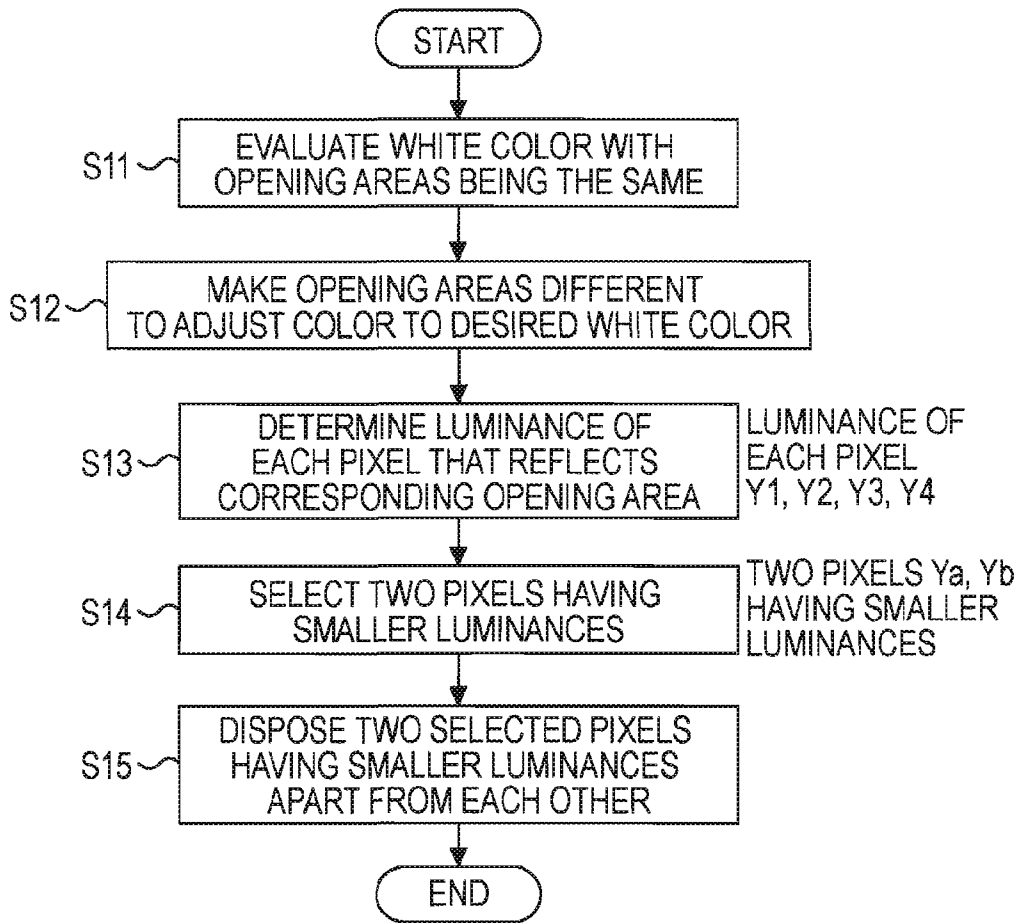 START
S11
EVALUATE WHITE COLOR WITH
OPENING AREAS BEING THE SAME
S12
MAKE OPENING AREAS DIFFERENT
TO ADJUST COLOR TO DESIRED WHITE COLOR
S13
DETERMINE LUMINANCE OF
EACH PIXEL THAT REFLECTS
CORRESPONDING OPENING AREA
LUMINANCE OF
EACH PIXEL
Y1, Y2, Y3, Y4
S14
SELECT TWO PIXELS HAVING
SMALLER LUMINANCES
TWO PIXELS Ya, Yb
HAVING SMALLER
LUMINANCES
S15
DISPOSE TWO SELECTED PIXELS
HAVING SMALLER LUMINANCES
APART FROM EACH OTHER
END